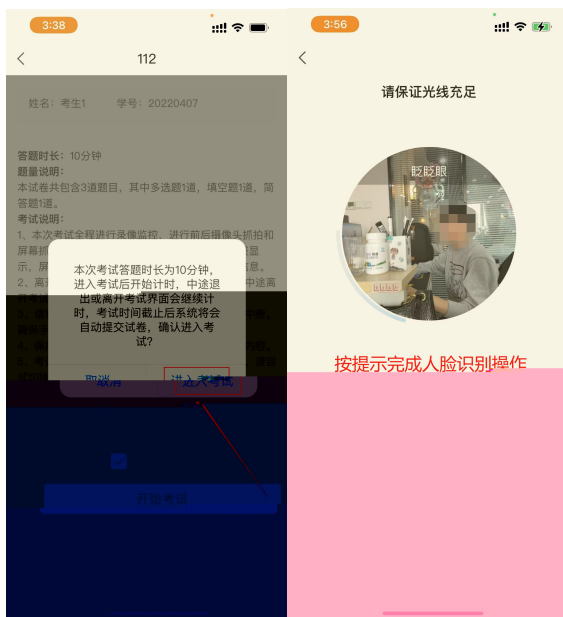 3:38
112
姓名：考生1 学号：20220407
答题时长：10分钟
题量说明：
本试卷共包含3道题目，其中多选题1道，填空题1道，简
答题1道。
考试说明：
1、本次考试全程进行录像监控，进行前后摄像头抓拍和
屏幕抓
示，屏
2、离开
本次考试答题时长为10分钟，
进入考试后开始计时，中途退
出或离开考试界面会继续计
时，考试时间截止后系统将会
自动提交试卷，确认进入考
试？
取消 进入考试
开始考试
3:56
请保证光线充足
眨眨眼
按提示完成人脸识别操作